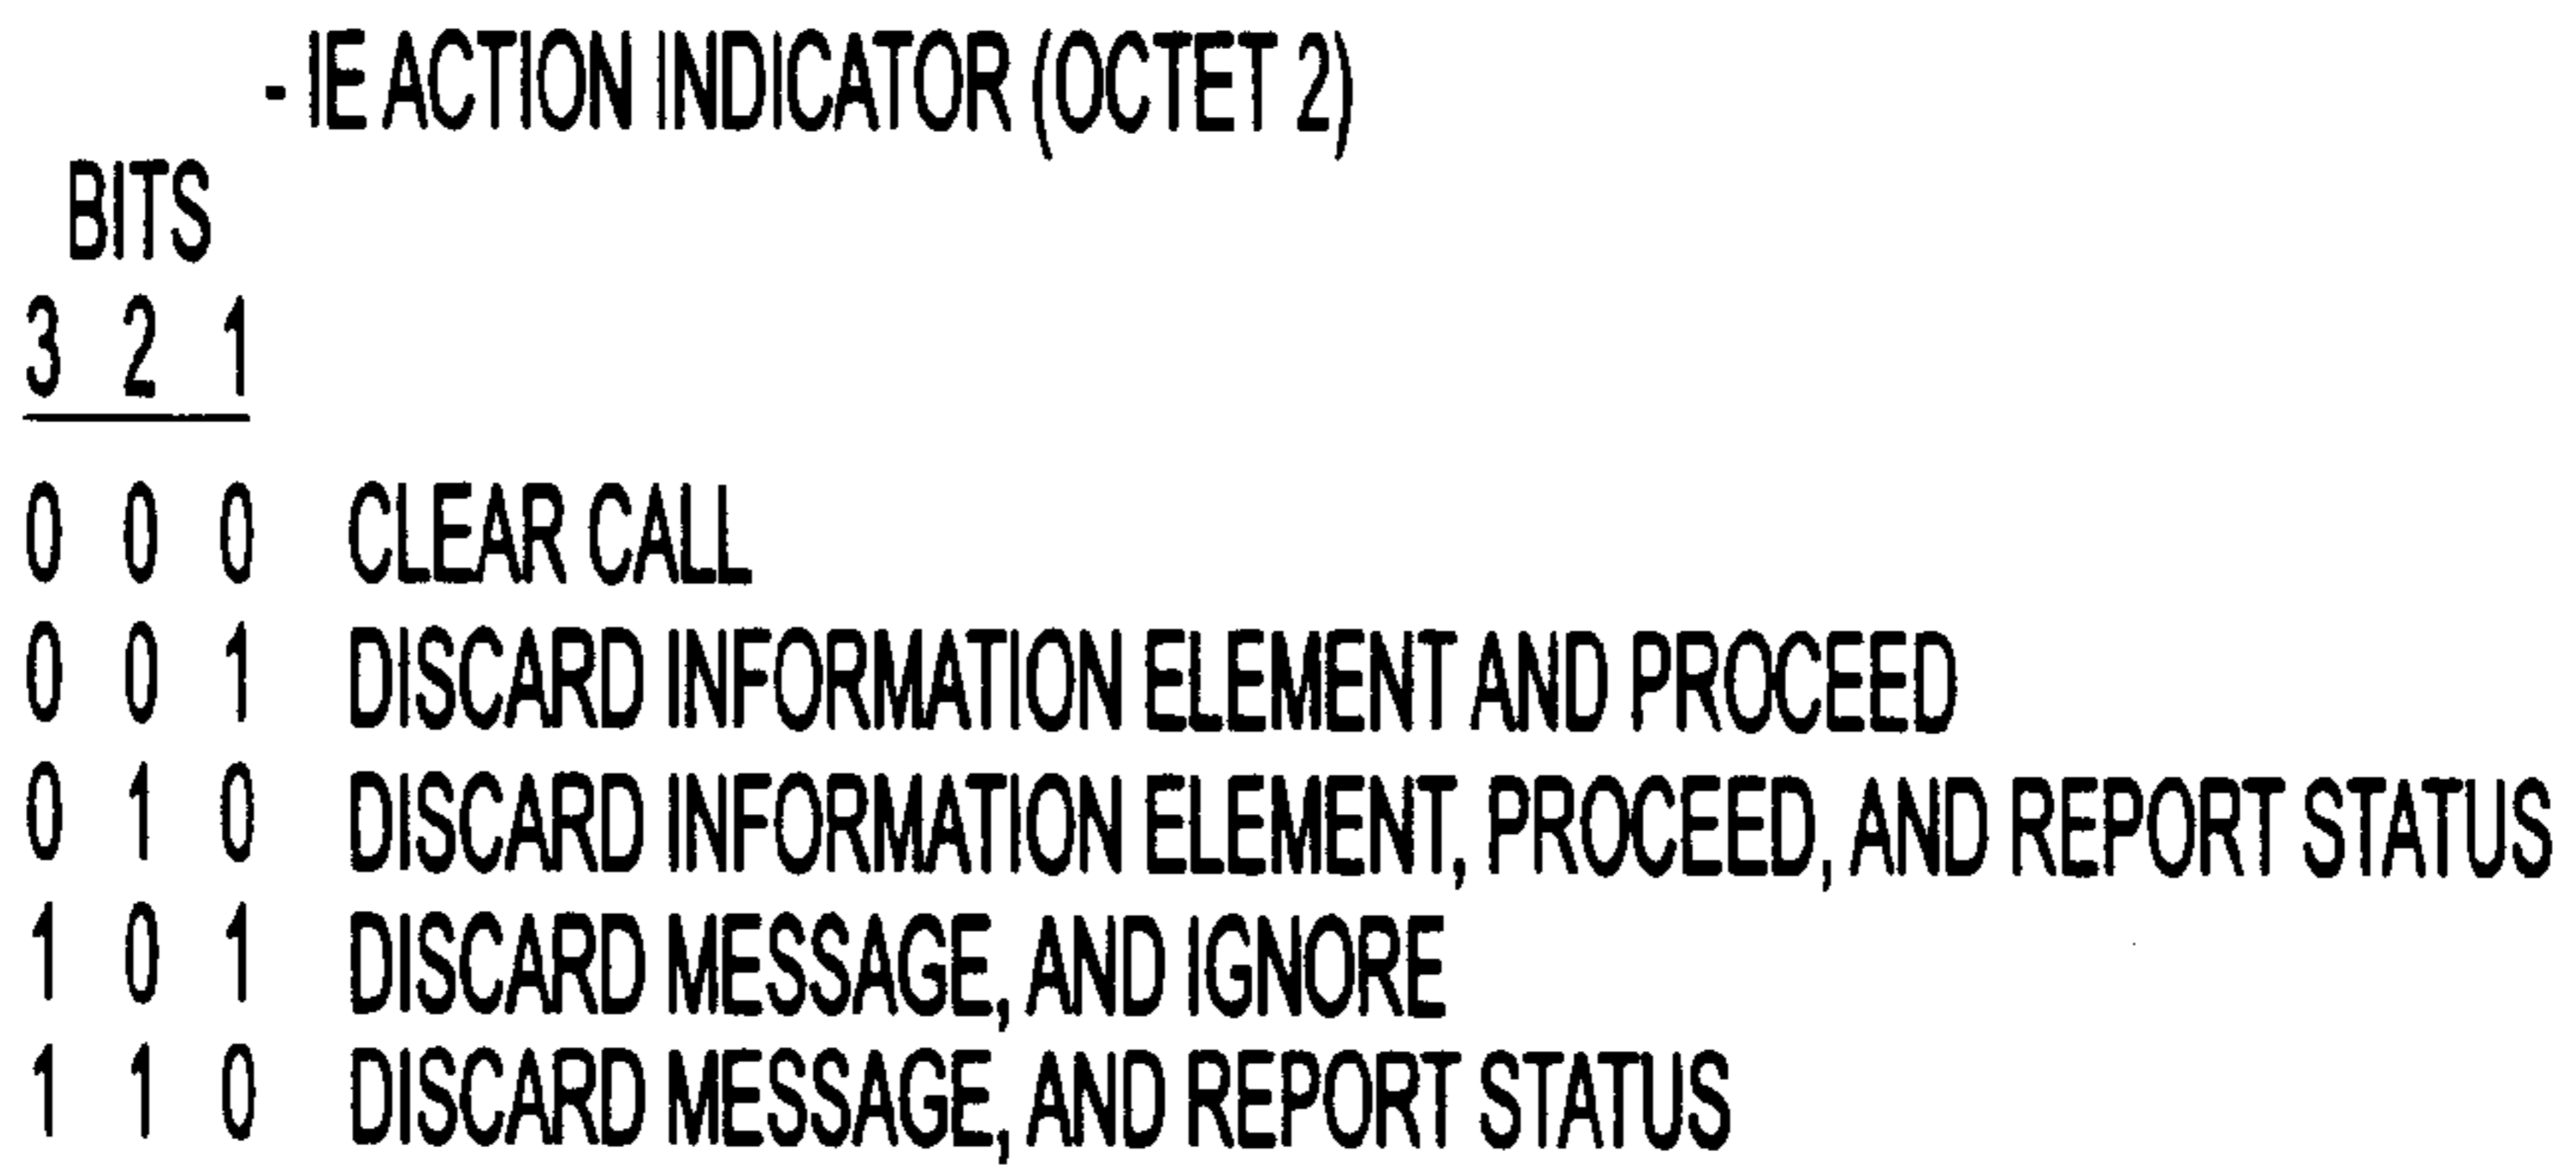 - IE ACTION INDICATOR (OCTET 2)
BITS
3 2 1
0 0 0 CLEAR CALL
0 0 1 DISCARD INFORMATION ELEMENT AND PROCEED
0 1 0 DISCARD INFORMATION ELEMENT, PROCEED, AND REPORT STATUS
1 0 1 DISCARD MESSAGE, AND IGNORE
1 1 0 DISCARD MESSAGE, AND REPORT STATUS